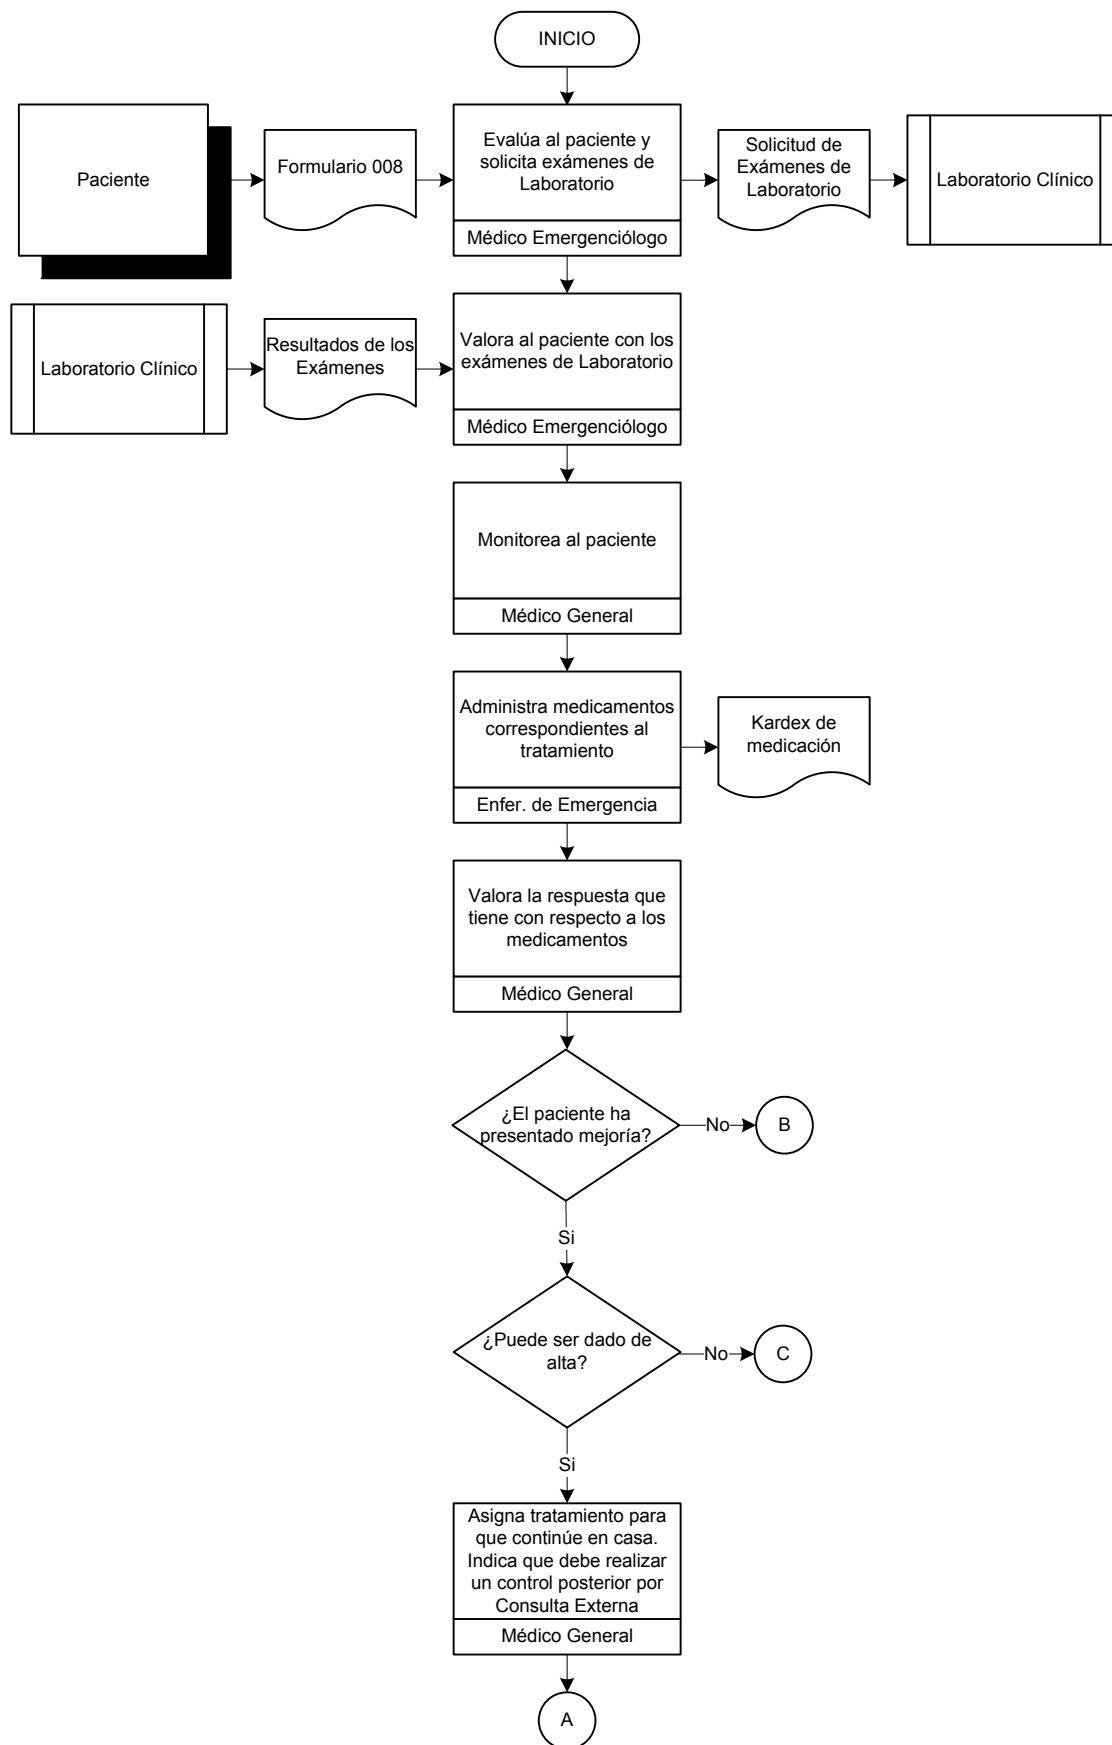 INICIO
Paciente
Formulario 008
Evalúa al paciente y
solicita exámenes de
Laboratorio
Médico Emergenciólogo
Solicitud de
Exámenes de
Laboratorio
Laboratorio Clínico
Laboratorio Clínico
Resultados de los
Exámenes
Valora al paciente con los
exámenes de Laboratorio
Médico Emergenciólogo
Monitorea al paciente
Médico General
Administra medicamentos
correspondientes al
tratamiento
Enfer. de Emergencia
Kardex de
medicación
Valora la respuesta que
tiene con respecto a los
medicamentos
Médico General
¿El paciente ha
presentado mejoría?
No
B
Si
¿Puede ser dado de
alta?
No
C
Si
Asigna tratamiento para
que continúe en casa.
Indica que debe realizar
un control posterior por
Consulta Externa
Médico General
A